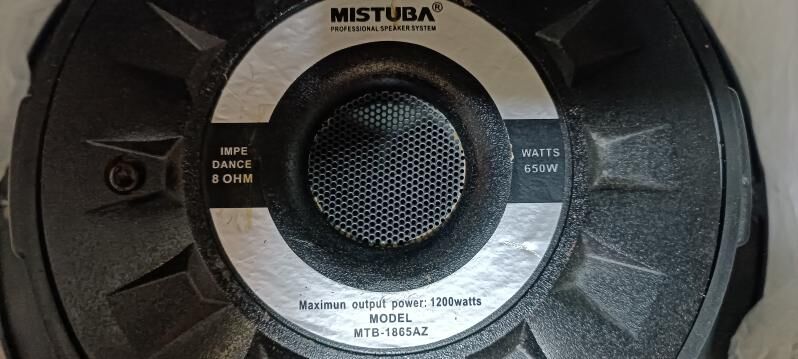 MISTUBA®
PROFESSIONAL SPEAKER SYSTEM
IMPE
DANCE
8 OHM
WATTS
650W
Maximun output power: 1200watts
MODEL
MTB-1865AZ